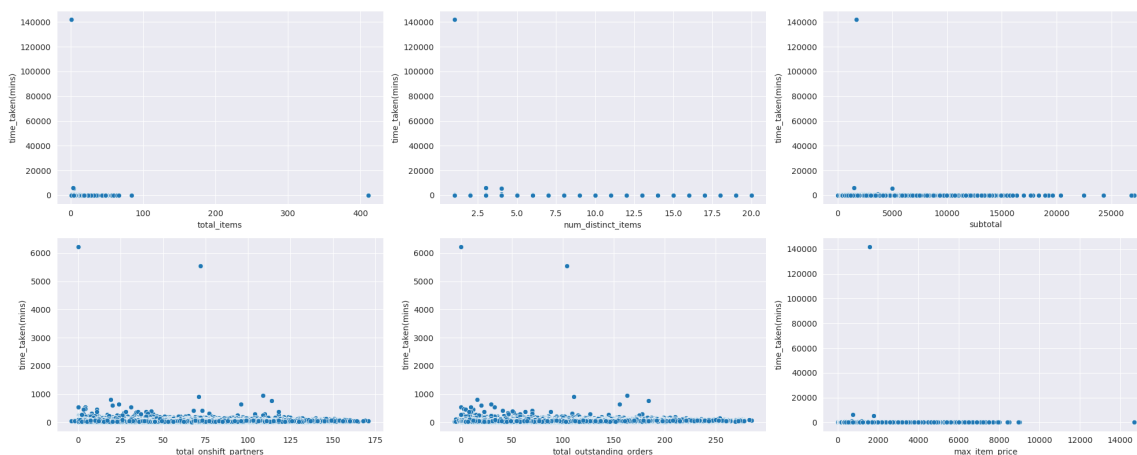 140000
120000
100000
80000
60000
40000
20000
0
time_taken(mins)
0 100 200 300 400
total_items
140000
120000
100000
80000
60000
40000
20000
0
time_taken(mins)
2.5 5.0 7.5 10.0 12.5 15.0 17.5 20.0
num_distinct_items
140000
120000
100000
80000
60000
40000
20000
0
time_taken(mins)
0 5000 10000 15000 20000 25000
subtotal
6000
5000
4000
3000
2000
1000
0
time_taken(mins)
0 25 50 75 100 125 150 175
total_onshift_partners
6000
5000
4000
3000
2000
1000
0
time_taken(mins)
0 50 100 150 200 250
total_outstanding_orders
140000
120000
100000
80000
60000
40000
20000
0
time_taken(mins)
0 2000 4000 6000 8000 10000 12000 14000
max_item_price